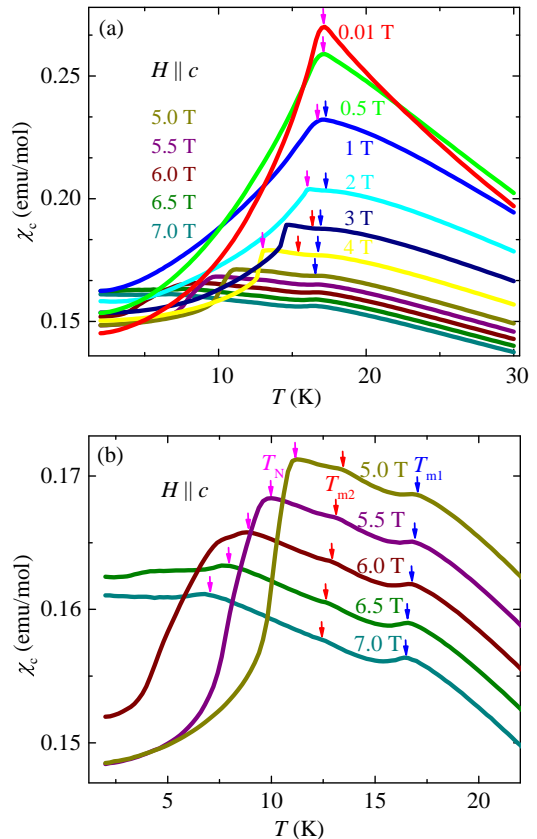 (a)
H || c
0.01 T
0.5 T
1 T
2 T
3 T
4 T
5.0 T
5.5 T
6.0 T
6.5 T
7.0 T
0.25
0.20
0.15
χc (emu/mol)
10
20
30
T (K)
(b)
H || c
TN
Tm2
Tm1
5.0 T
5.5 T
6.0 T
6.5 T
7.0 T
0.17
0.16
0.15
χc (emu/mol)
5
10
15
20
T (K)